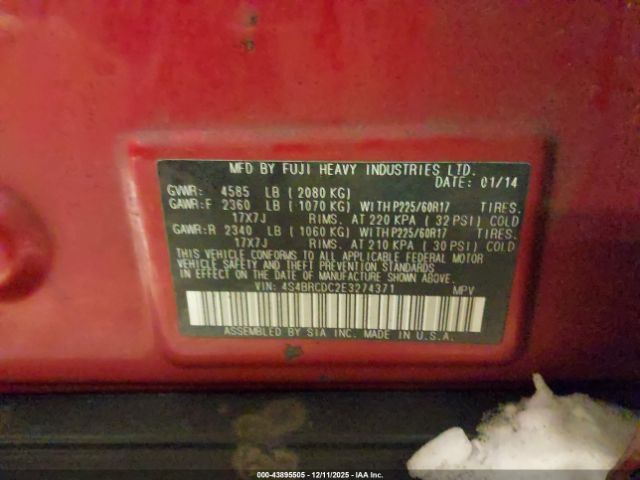 MFD BY FUJI HEAVY INDUSTRIES LTD.
DATE: 01/14
GVWR: 4585 LB ( 2080 KG)
GAWR:F 2360 LB ( 1070 KG) WITH P225/60R17 TIRES.
17X7J RIMS. AT 220 KPA ( 32 PSI) COLD
GAWR:R 2340 LB ( 1060 KG) WITH P225/60R17 TIRES.
17X7J RIMS. AT 210 KPA ( 30 PSI) COLD
THIS VEHICLE CONFORMS TO ALL APPLICABLE FEDERAL MOTOR
VEHICLE SAFETY AND THEFT PREVENTION STANDARDS
IN EFFECT ON THE DATE OF MANUFACTURE SHOWN ABOVE.
VIN: 4S4BRCDC2E3274371 MPV
ASSEMBLED BY SIA INC. MADE IN U.S.A.
000-43895505 - 12/11/2025 - IAA Inc.